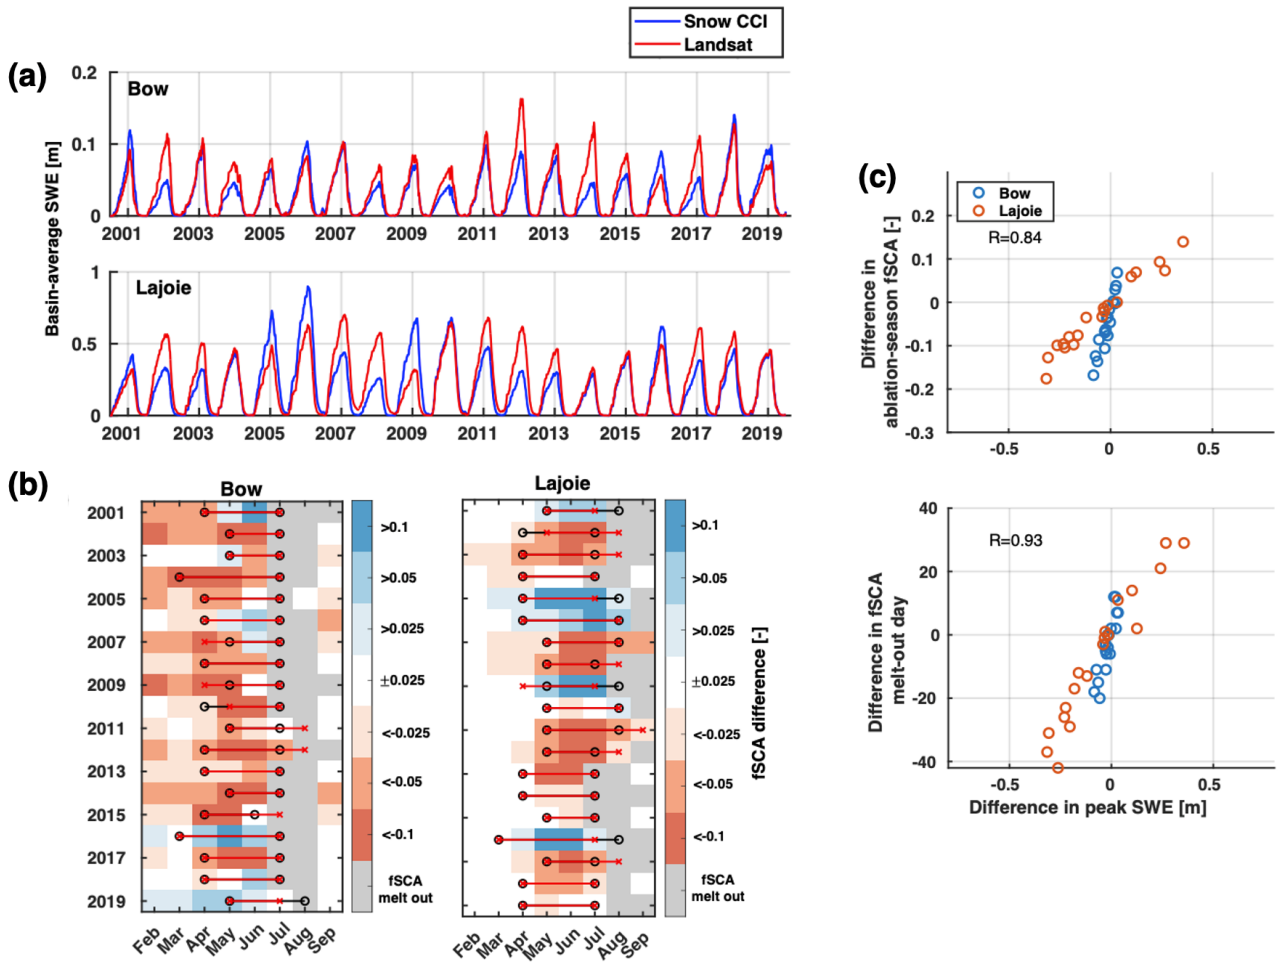 Snow CCI
Landsat
(a)
Bow
Basin-average SWE [m]
0.2
0.1
0
2001 2003 2005 2007 2009 2011 2013 2015 2017 2019
Lajoie
1
0.5
0
2001 2003 2005 2007 2009 2011 2013 2015 2017 2019
(b)
Bow
2001
2003
2005
2007
2009
2011
2013
2015
2017
2019
Feb Mar Apr May Jun Jul Aug Sep
>0.1
>0.05
>0.025
±0.025
<-0.025
<-0.05
<-0.1
fSCA
melt out
Lajoie
Feb Mar Apr May Jun Jul Aug Sep
>0.1
>0.05
>0.025
±0.025
<-0.025
<-0.05
<-0.1
fSCA
melt out
fSCA difference [-]
(c)
Bow
Lajoie
R=0.84
Difference in
ablation-season fSCA [-]
0.2
0.1
0
-0.1
-0.2
-0.3
-0.5 0 0.5
R=0.93
Difference in fSCA
melt-out day
40
20
0
-20
-40
-0.5 0 0.5
Difference in peak SWE [m]